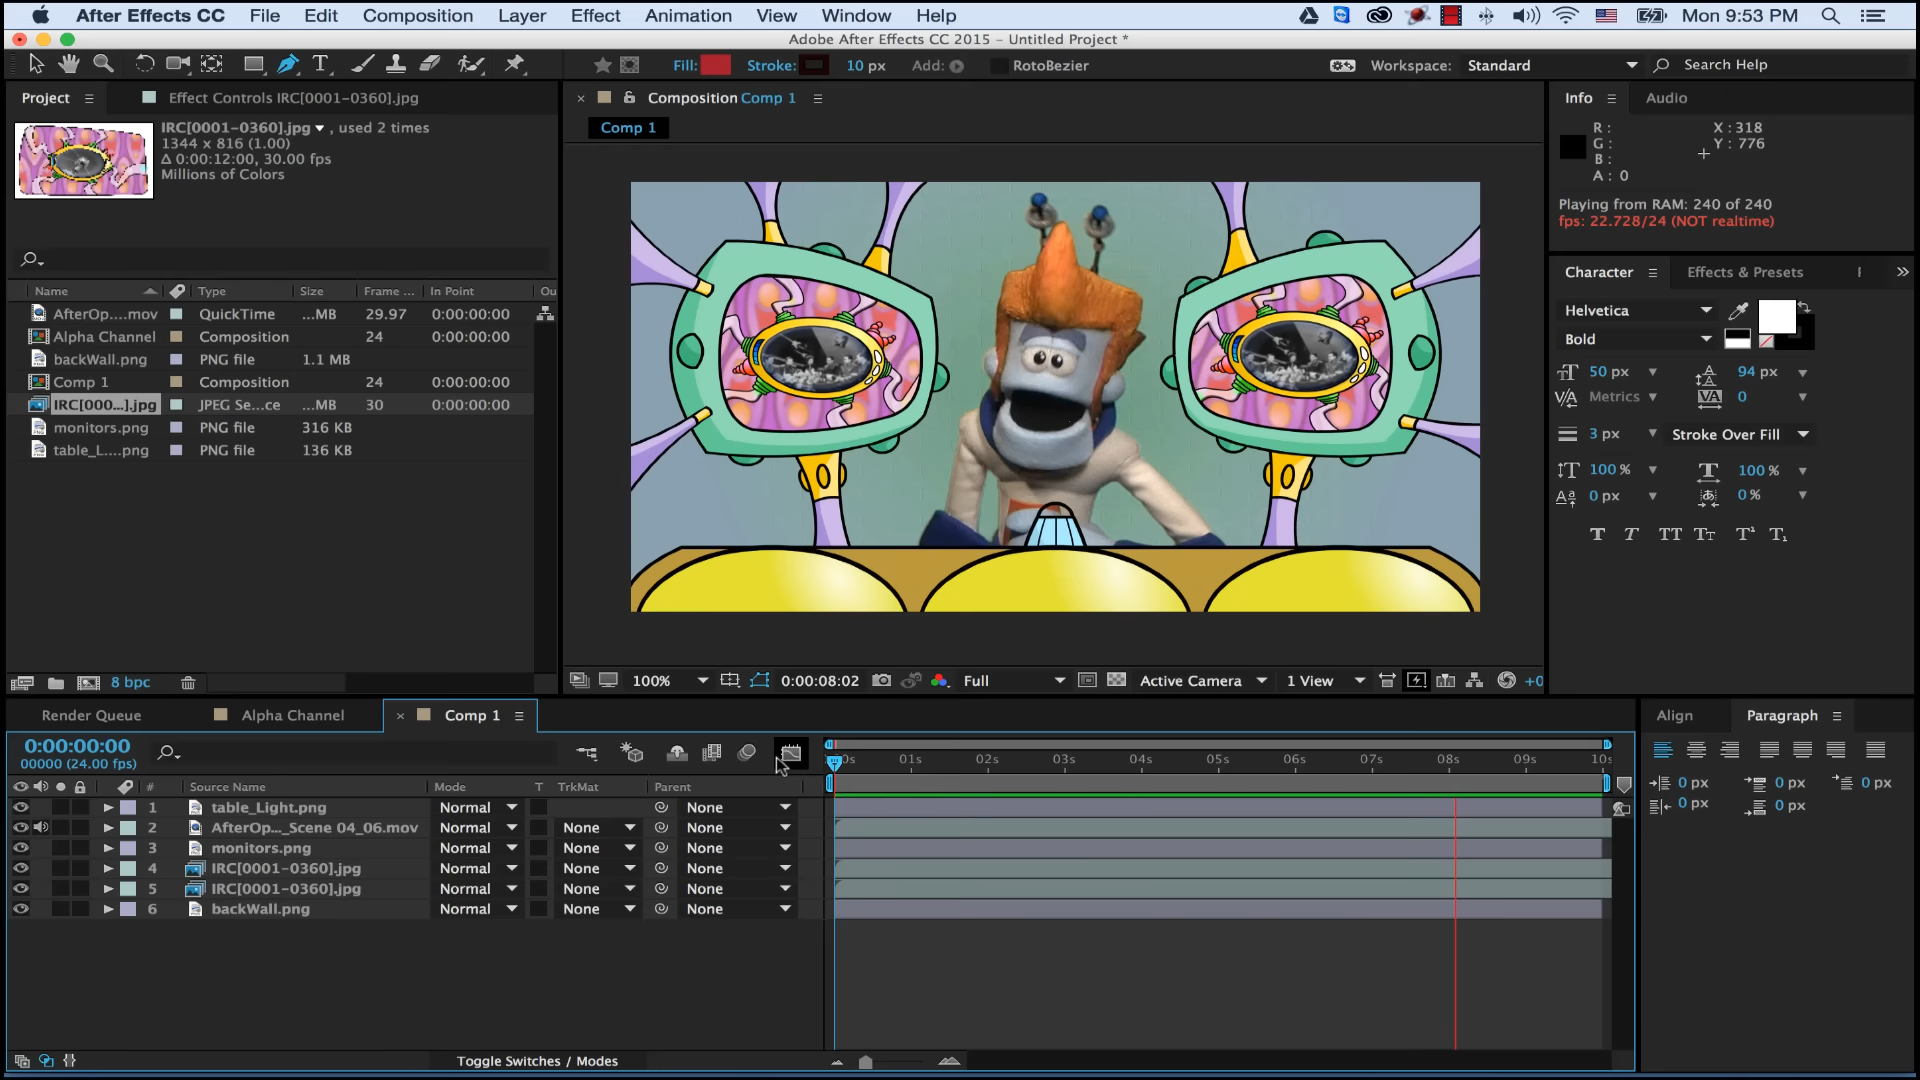 After Effects CC File Edit Composition Layer Effect Animation View Window Help Mon 9:53 PM
Adobe After Effects CC 2015 - Untitled Project *
Fill: Stroke: 10 px Add: RotoBezier Workspace: Standard Search Help
Project Effect Controls IRC[0001-0360].jpg
IRC[0001-0360].jpg , used 2 times
1344 x 816 (1.00)
Δ 0:00:12:00, 30.00 fps
Millions of Colors
Name Type Size Frame ... In Point Ou
AfterOp....mov QuickTime ...MB 29.97 0:00:00:00
Alpha Channel Composition 24 0:00:00:00
backWall.png PNG file 1.1 MB
Comp 1 Composition 24 0:00:00:00
IRC[000...].jpg JPEG Se...ce ...MB 30 0:00:00:00
monitors.png PNG file 316 KB
table_L....png PNG file 136 KB
8 bpc
Composition Comp 1
Comp 1
100% 0:00:08:02 Full Active Camera 1 View +0
Info Audio
R: X: 318
G: Y: 776
B:
A: 0
Playing from RAM: 240 of 240
fps: 22.728/24 (NOT realtime)
Character Effects & Presets
Helvetica
Bold
50 px 94 px
Metrics 0
3 px Stroke Over Fill
100 % 100 %
0 px 0 %
T T TT Tт T¹ T₁
Render Queue Alpha Channel Comp 1
0:00:00:00
00000 (24.00 fps)
0s 01s 02s 03s 04s 05s 06s 07s 08s 09s 10s
# Source Name Mode T TrkMat Parent
1 table_Light.png Normal None
2 AfterOp..._Scene 04_06.mov Normal None None
3 monitors.png Normal None None
4 IRC[0001-0360].jpg Normal None None
5 IRC[0001-0360].jpg Normal None None
6 backWall.png Normal None None
Toggle Switches / Modes
Align Paragraph
0 px 0 px 0 px
0 px 0 px